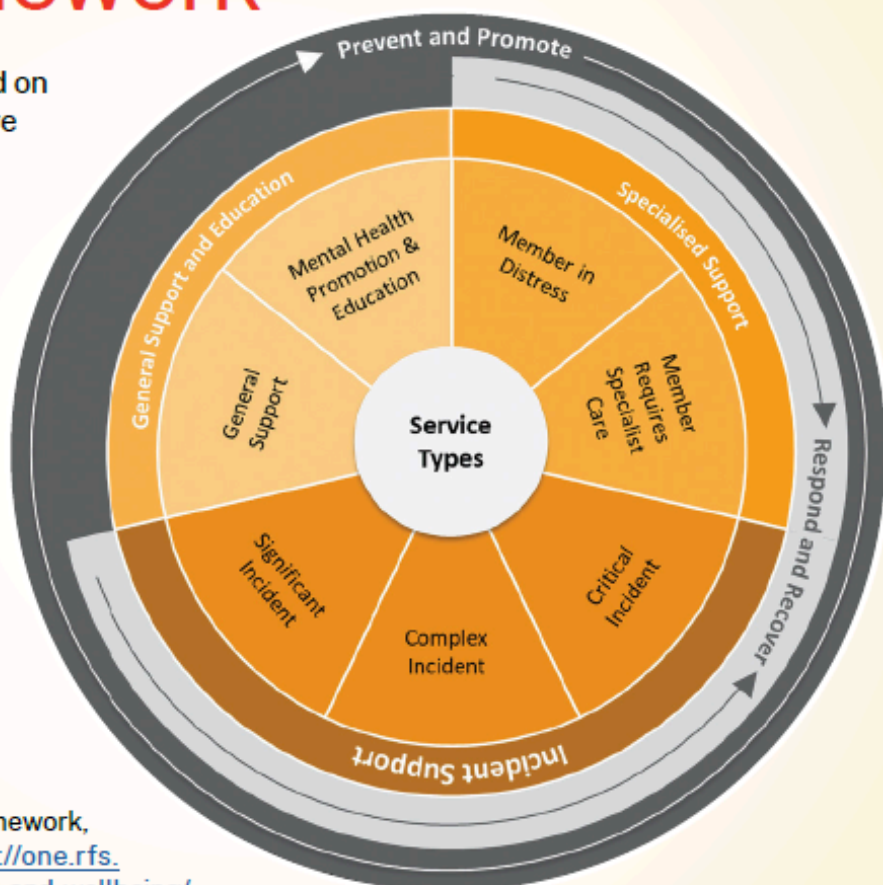 d on
Prevent and Promote
General Support and Education
Specialised Support
Mental Health
Promotion &
Education
Member in
Distress
General
Support
Member
Requires
Specialist
Care
Service
Types
Respond and Recover
Significant
Incident
Complex
Incident
Critical
Incident
Incident Support
nework,
://one.rfs.